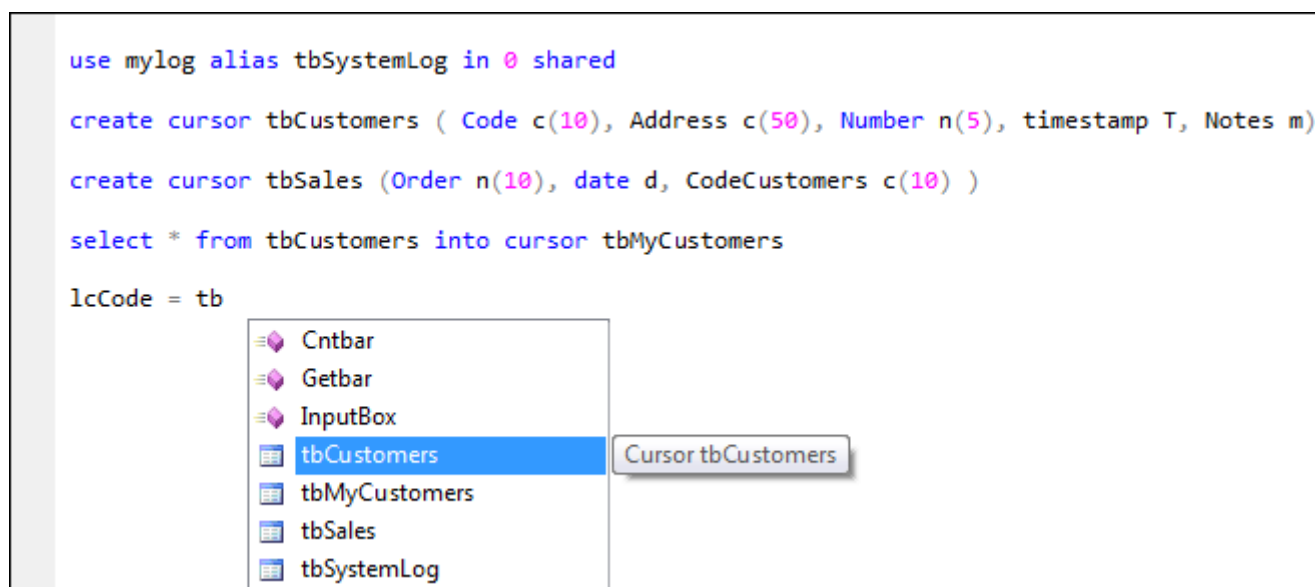 use mylog alias tbSystemLog in 0 shared
create cursor tbCustomers ( Code c(10), Address c(50), Number n(5), timestamp T, Notes m)
create cursor tbSales (Order n(10), date d, CodeCustomers c(10) )
select * from tbCustomers into cursor tbMyCustomers
lcCode = tb
Cntbar
Getbar
InputBox
tbCustomers
Cursor tbCustomers
tbMyCustomers
tbSales
tbSystemLog